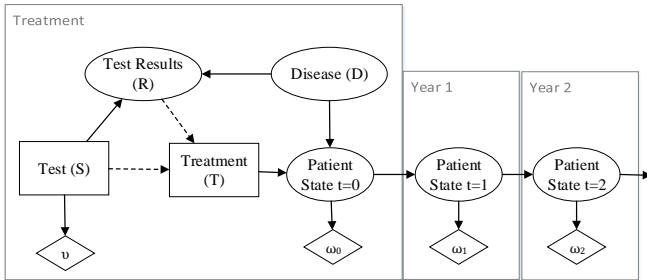 Treatment
Test Results
(R)
Disease (D)
Year 1
Year 2
Test (S)
Treatment
(T)
Patient
State t=0
Patient
State t=1
Patient
State t=2
υ
ω₀
ω₁
ω₂